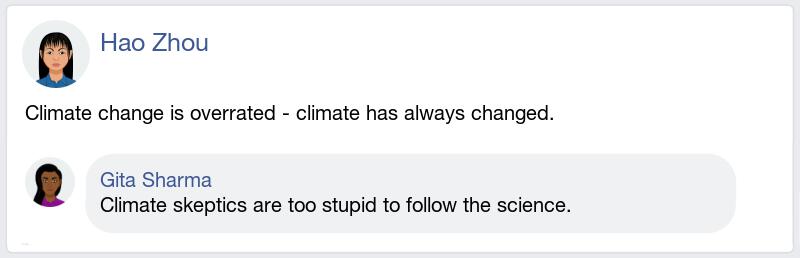 Hao Zhou
Climate change is overrated - climate has always changed.
Gita Sharma
Climate skeptics are too stupid to follow the science.